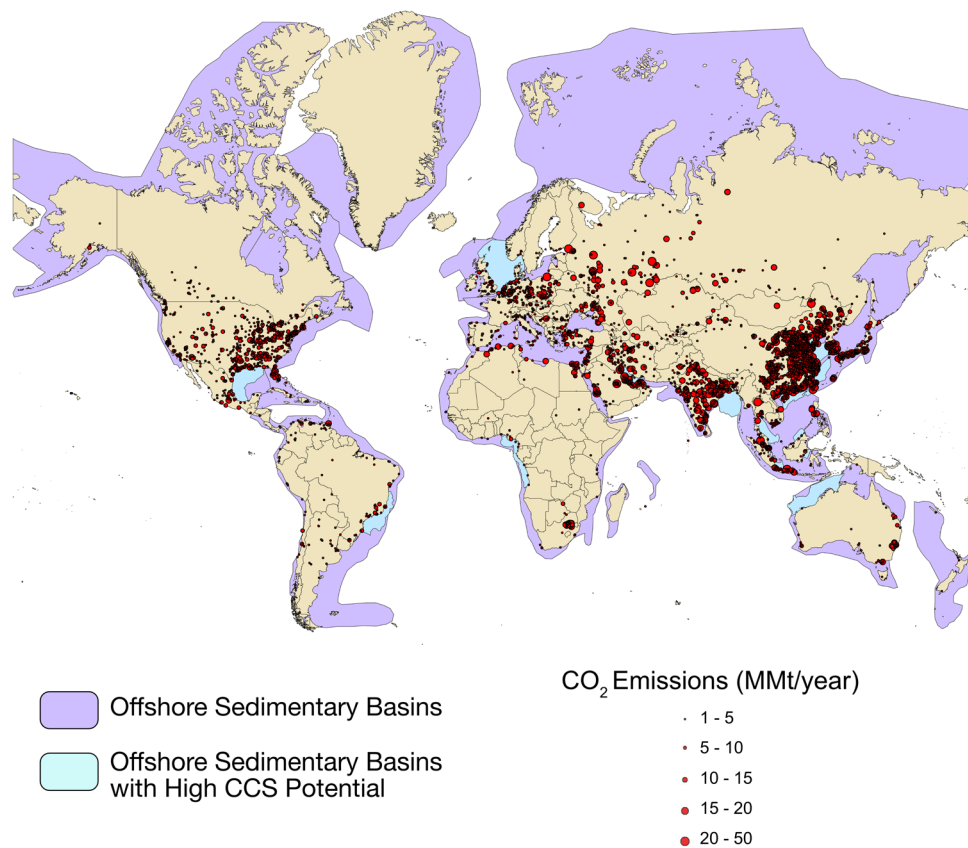 Offshore Sedimentary Basins
Offshore Sedimentary Basins
with High CCS Potential
CO₂ Emissions (MMt/year)
1 - 5
5 - 10
10 - 15
15 - 20
20 - 50